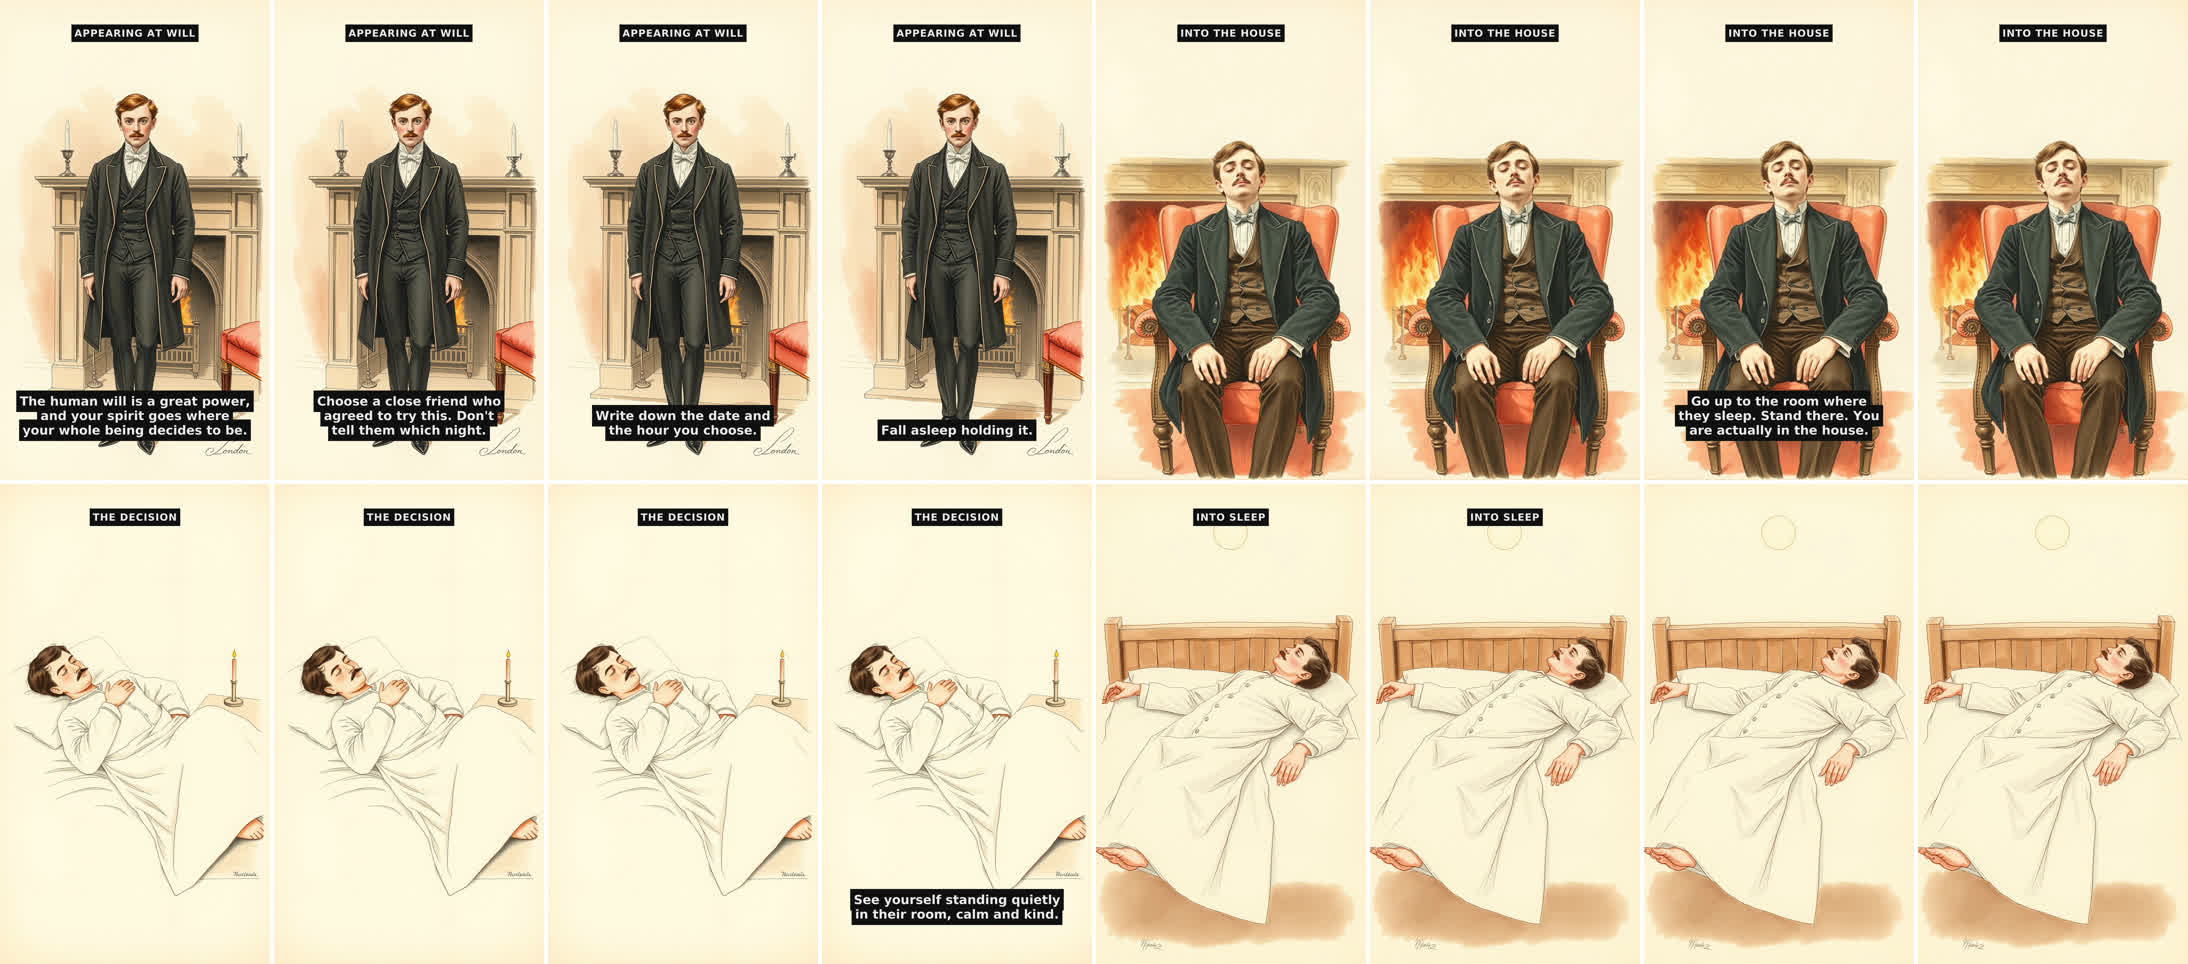 APPEARING AT WILL
The human will is a great power,
and your spirit goes where
your whole being decides to be.
London
APPEARING AT WILL
Choose a close friend who
agreed to try this. Don't
tell them which night.
London
APPEARING AT WILL
Write down the date and
the hour you choose.
London
APPEARING AT WILL
Fall asleep holding it.
London
INTO THE HOUSE
INTO THE HOUSE
INTO THE HOUSE
Go up to the room where
they sleep. Stand there. You
are actually in the house.
INTO THE HOUSE
THE DECISION
THE DECISION
THE DECISION
THE DECISION
See yourself standing quietly
in their room, calm and kind.
INTO SLEEP
INTO SLEEP